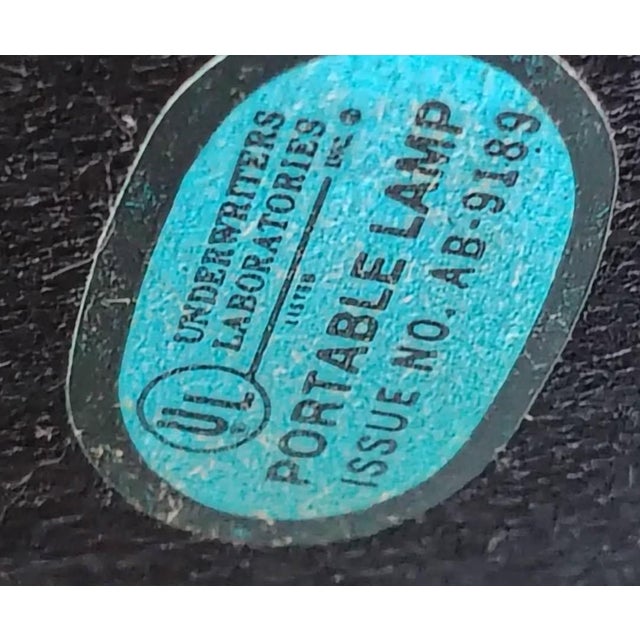 UNDERWRITERS
LABORATORIES INC. ®
UL LISTED
PORTABLE LAMP
ISSUE NO. AB-9189